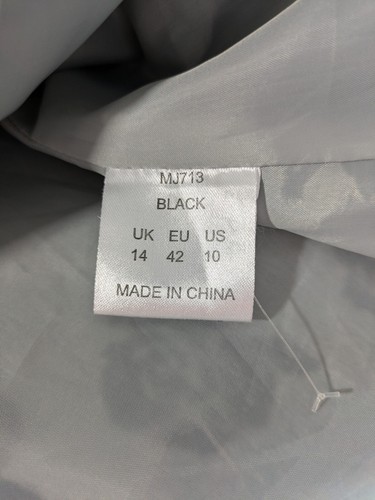 MJ713
BLACK
UK EU US
14 42 10
MADE IN CHINA